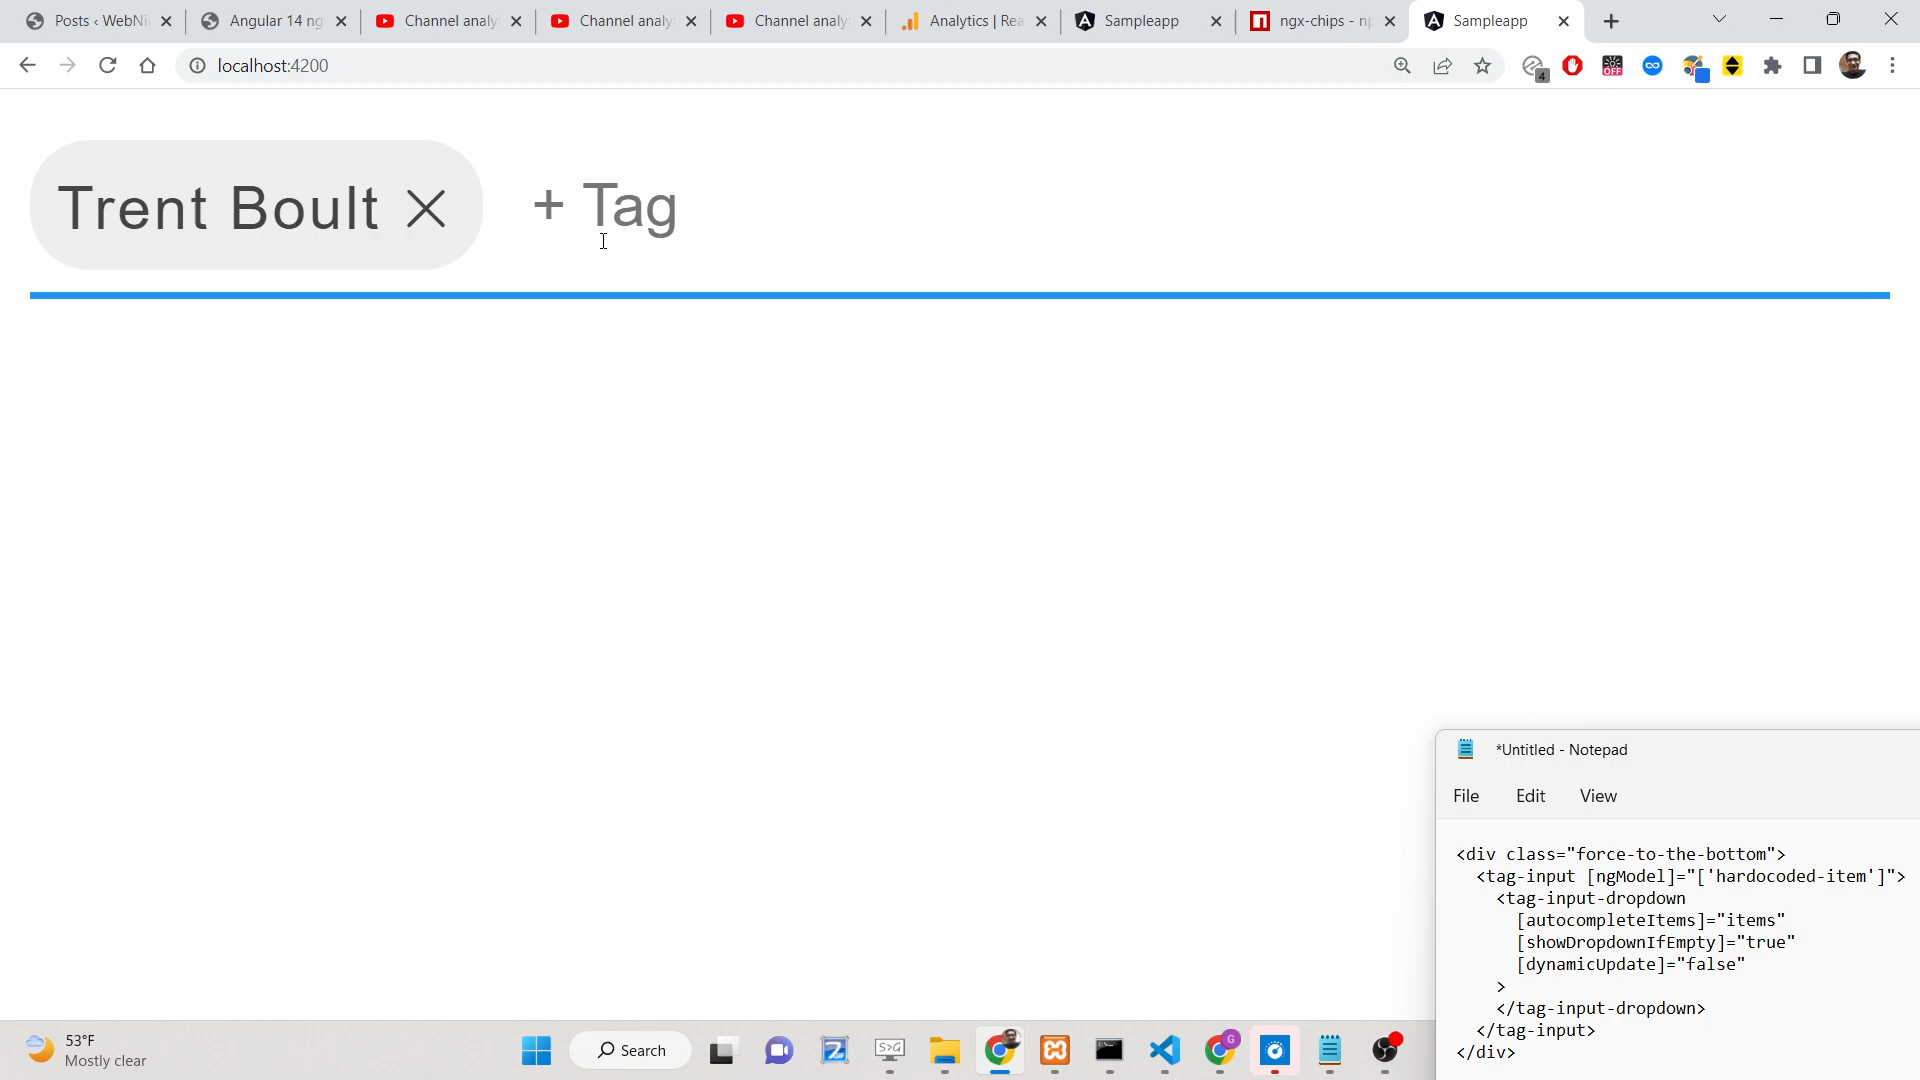 Posts ‹ WebNi
Angular 14 ng
Channel analy
Channel analy
Channel analy
Analytics | Rea
Sampleapp
ngx-chips - np
Sampleapp
localhost:4200
4
OFF
Trent Boult
+ Tag
*Untitled - Notepad
File Edit View
<div class="force-to-the-bottom">
<tag-input [ngModel]="['hardocoded-item']">
<tag-input-dropdown
[autocompleteItems]="items"
[showDropdownIfEmpty]="true"
[dynamicUpdate]="false"
>
</tag-input-dropdown>
</tag-input>
</div>
53°F
Mostly clear
Search
S>G
G